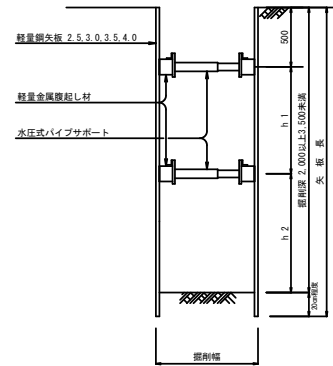 軽量鋼矢板 2.5,3.0,3.5,4.0
軽量金属腹起し材
水圧式パイプサポート
500
h1
h2
掘削深 2,000以上3,500未満
矢板長
20cm程度
掘削幅